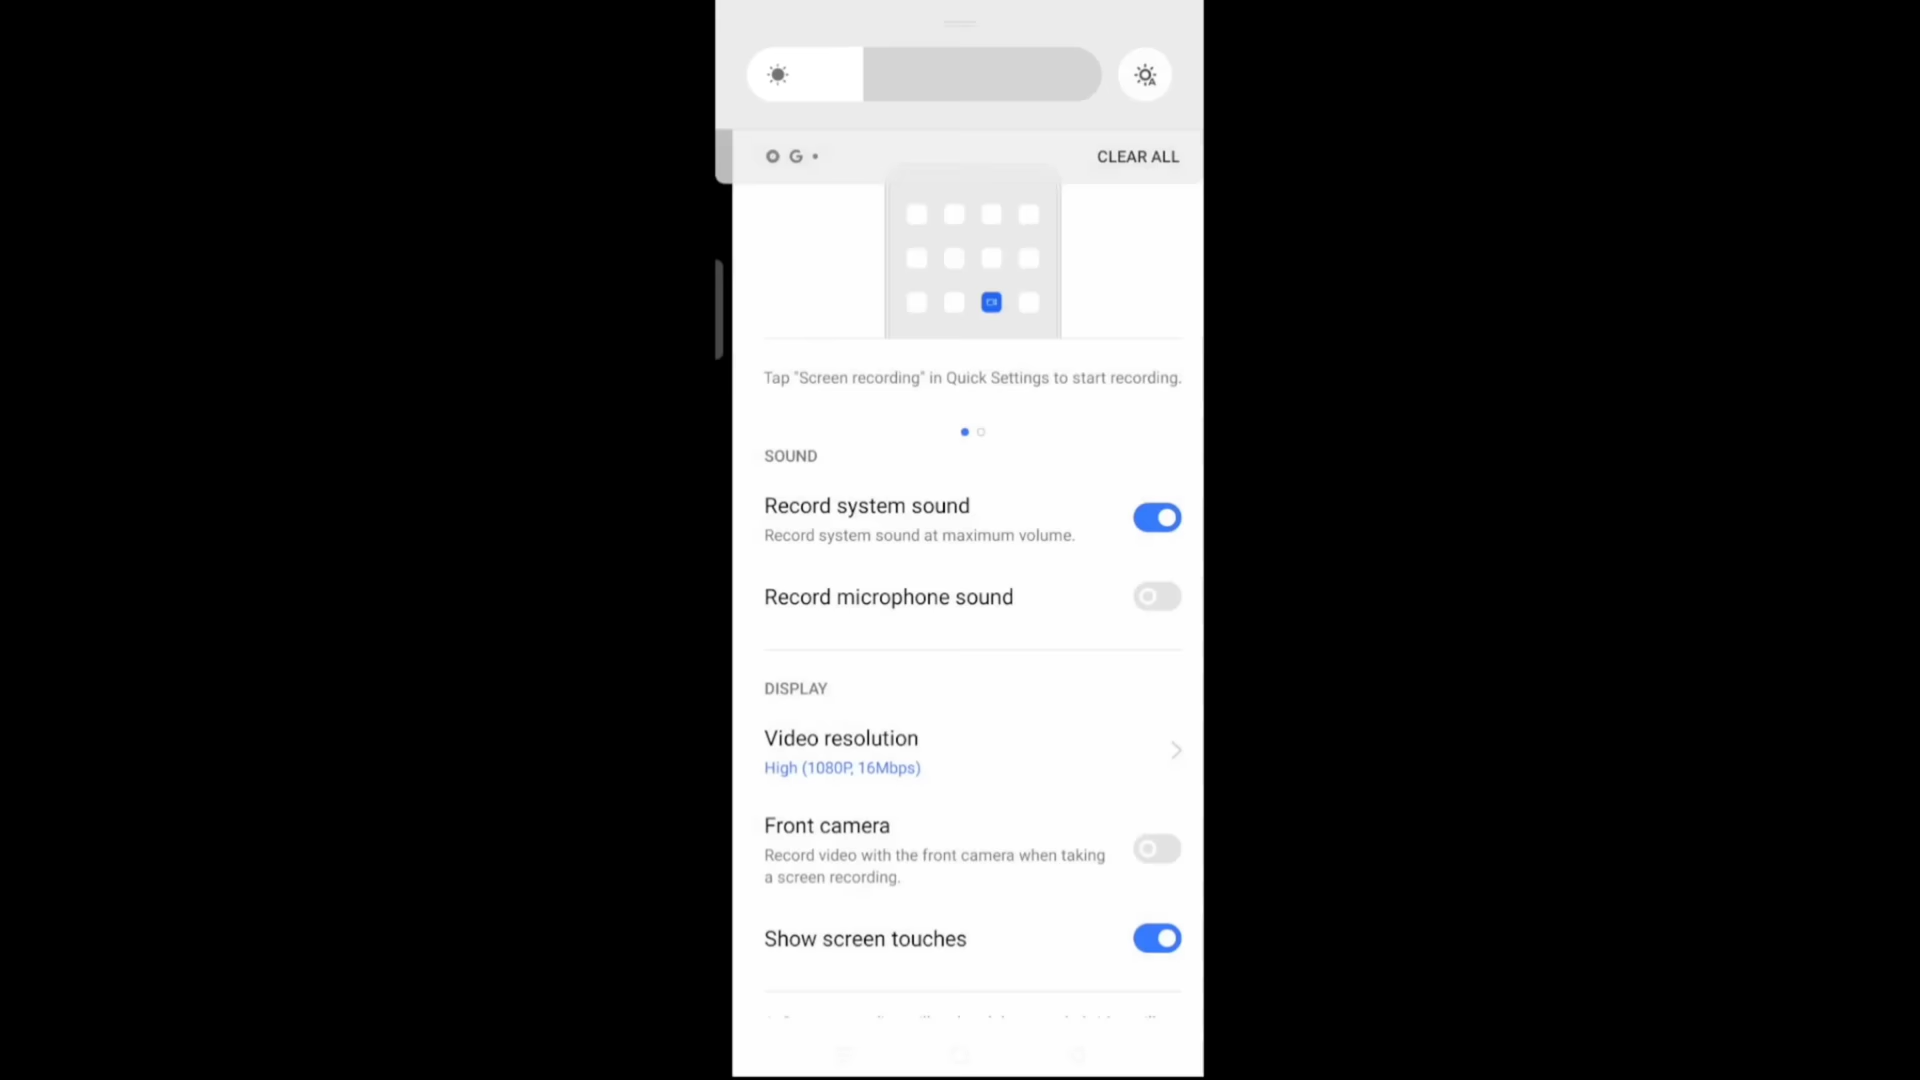 CLEAR ALL
Tap "Screen recording" in Quick Settings to start recording.
SOUND
Record system sound
Record system sound at maximum volume.
Record microphone sound
DISPLAY
Video resolution
High (1080P, 16Mbps)
Front camera
Record video with the front camera when taking
a screen recording.
Show screen touches